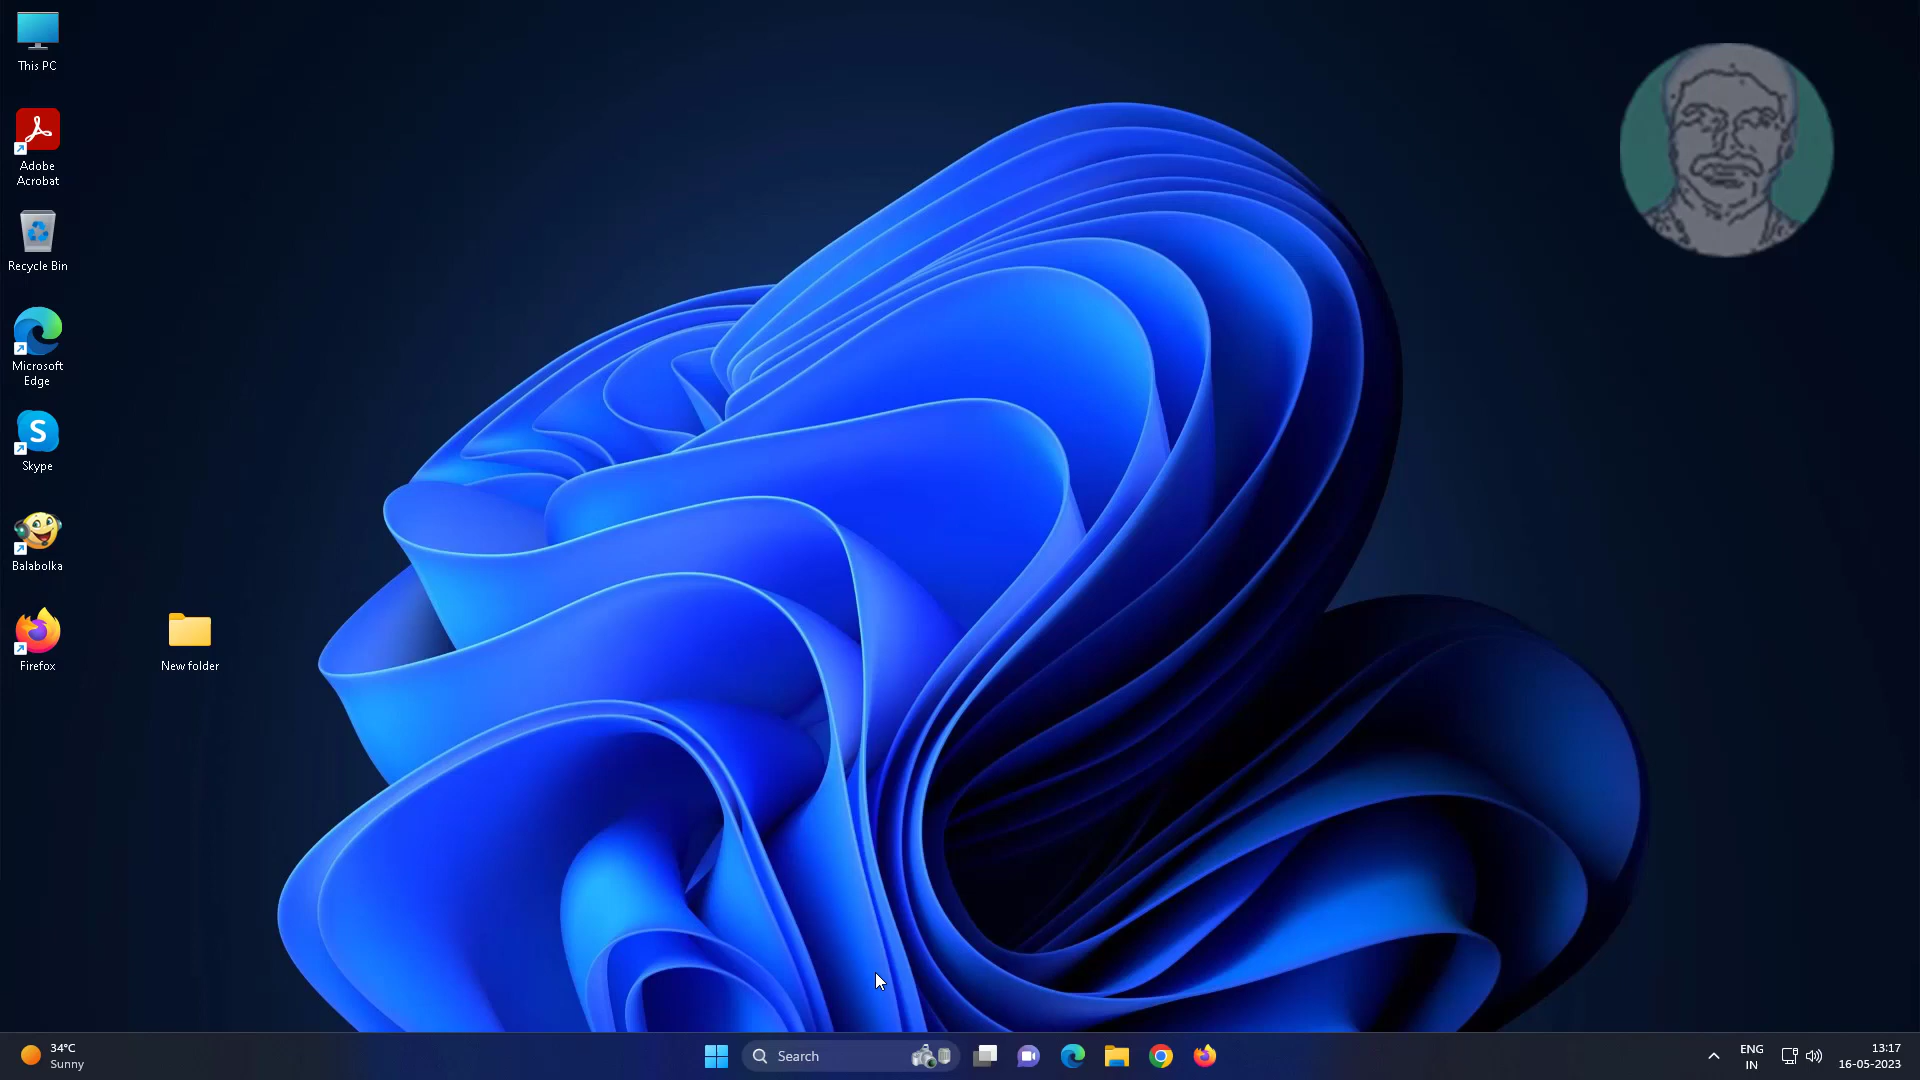 This PC
Adobe
Acrobat
Recycle Bin
Microsoft
Edge
S
Skype
Balabolka
Firefox
New folder
34°C
Sunny
Search
ENG
IN
13:17
16-05-2023